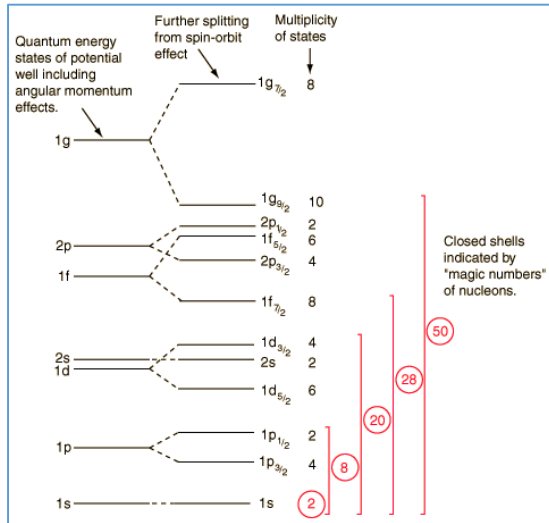 Quantum energy
states of potential
well including
angular momentum
effects.
Further splitting
from spin-orbit
effect
Multiplicity
of states
1g
1g7/2 8
1g9/2 10
2p
2p1/2 2
1f5/2 6
2p3/2 4
1f
1f7/2 8
1d3/2 4
2s
2s 2
1d
1d5/2 6
1p
1p1/2 2
1p3/2 4
1s
1s 2
8
20
28
50
Closed shells
indicated by
"magic numbers"
of nucleons.